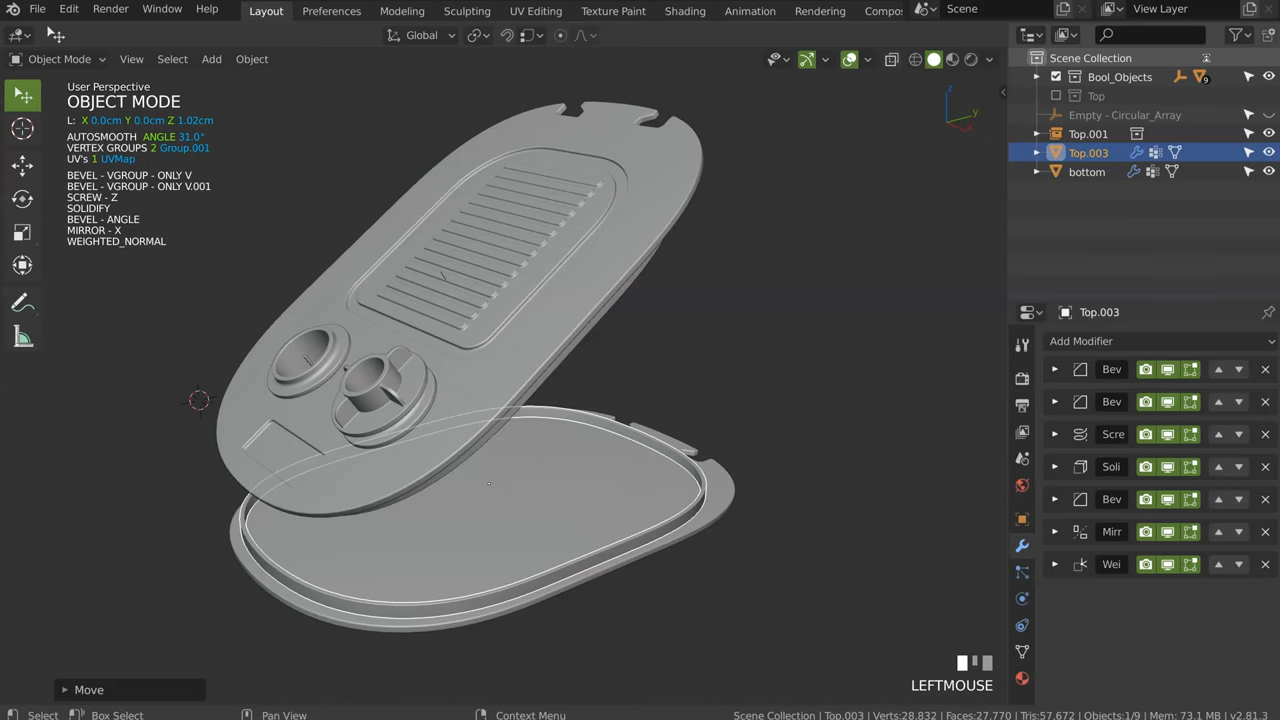 File Edit Render Window Help Layout Preferences Modeling Sculpting UV Editing Texture Paint Shading Animation Rendering Compos Scene View Layer
Global
Object Mode View Select Add Object
Scene Collection
Bool_Objects 9
Top
Empty - Circular_Array
Top.001
Top.003
bottom
User Perspective
OBJECT MODE
L: X 0.0cm Y 0.0cm Z 1.02cm
AUTOSMOOTH ANGLE 31.0°
VERTEX GROUPS 2 Group.001
UV's 1 UVMap
BEVEL - VGROUP - ONLY V
BEVEL - VGROUP - ONLY V.001
SCREW - Z
SOLIDIFY
BEVEL - ANGLE
MIRROR - X
WEIGHTED_NORMAL
z
y
x
Top.003
Add Modifier
Bev
Bev
Scre
Soli
Bev
Mirr
Wei
LEFTMOUSE
Move
Select Box Select Pan View Context Menu Scene Collection | Top.003 | Verts:28,832 | Faces:27,770 | Tris:57,672 | Objects:1/9 | Mem: 73.1 MB | v2.81.3